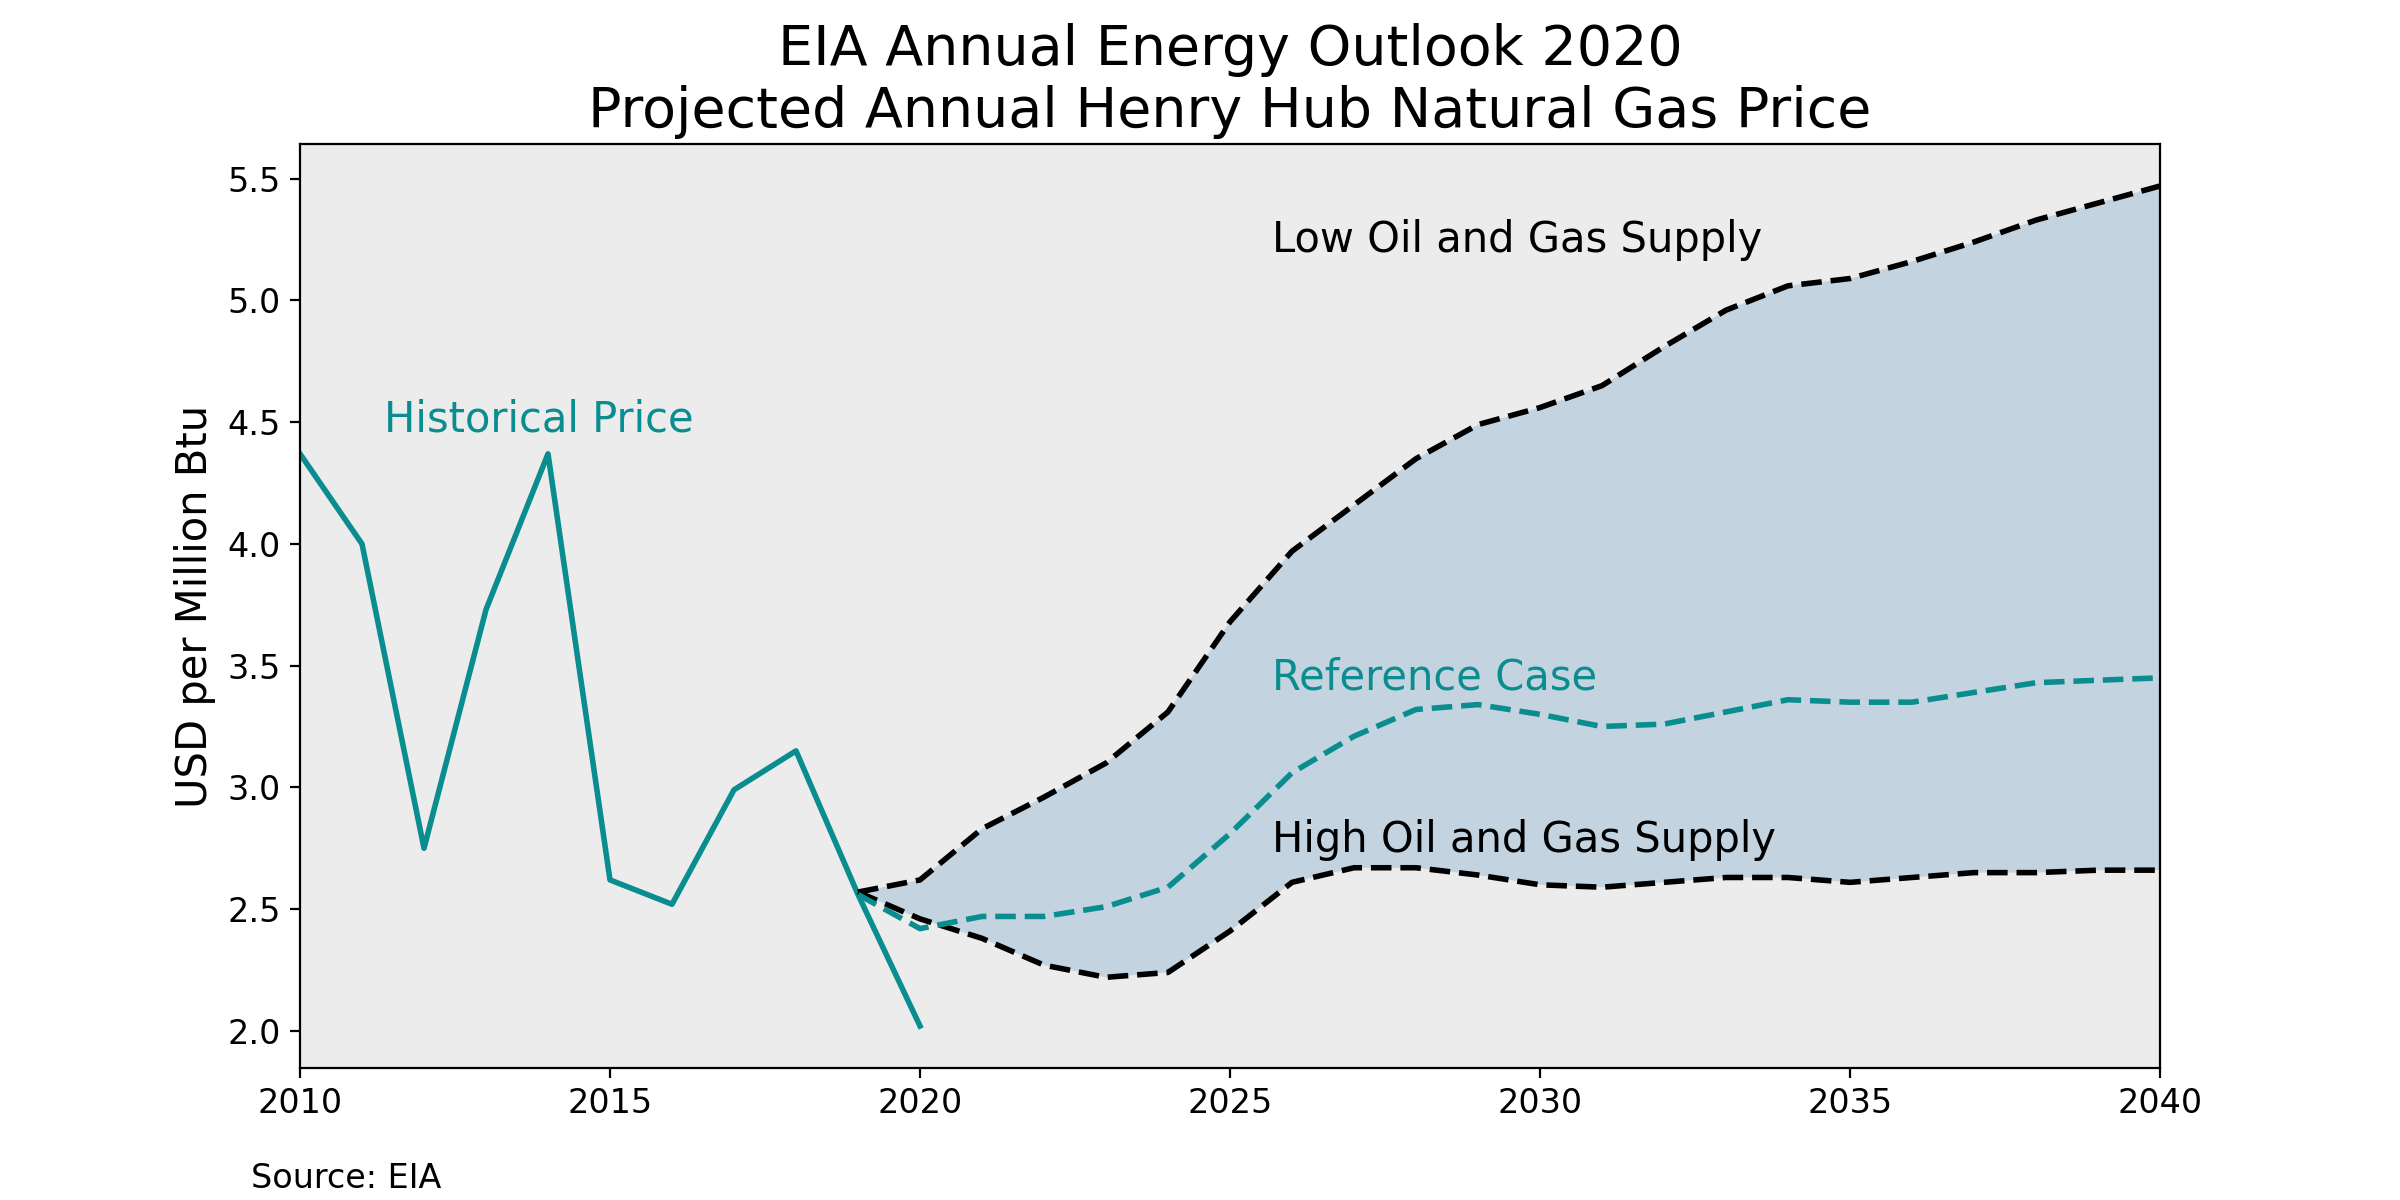 EIA Annual Energy Outlook 2020
Projected Annual Henry Hub Natural Gas Price
USD per Million Btu
5.5
5.0
4.5
4.0
3.5
3.0
2.5
2.0
Low Oil and Gas Supply
Historical Price
Reference Case
High Oil and Gas Supply
2010
2015
2020
2025
2030
2035
2040
Source: EIA